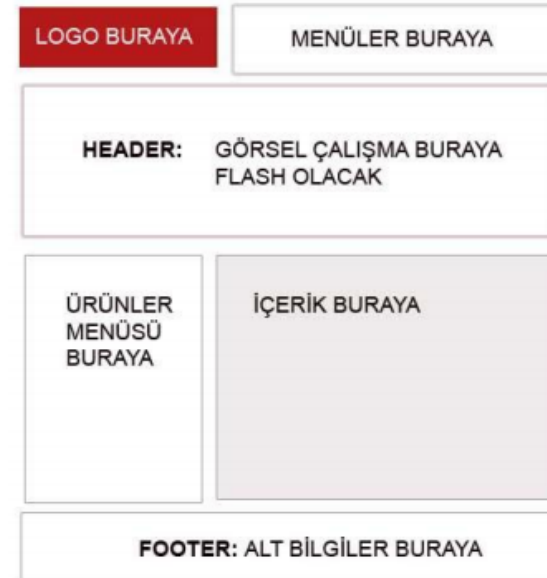 LOGO BURAYA
MENÜLER BURAYA
HEADER: GÖRSEL ÇALIŞMA BURAYA
FLASH OLACAK
ÜRÜNLER
MENÜSÜ
BURAYA
İÇERİK BURAYA
FOOTER: ALT BİLGİLER BURAYA